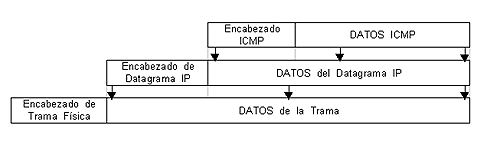 Encabezado
ICMP
DATOS ICMP
Encabezado de
Datagrama IP
DATOS del Datagrama IP
Encabezado de
Trama Física
DATOS de la Trama